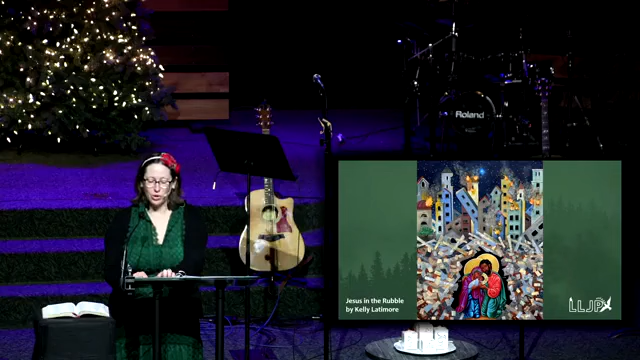 Roland
Jesus in the Rubble
by Kelly Latimore
LLJP